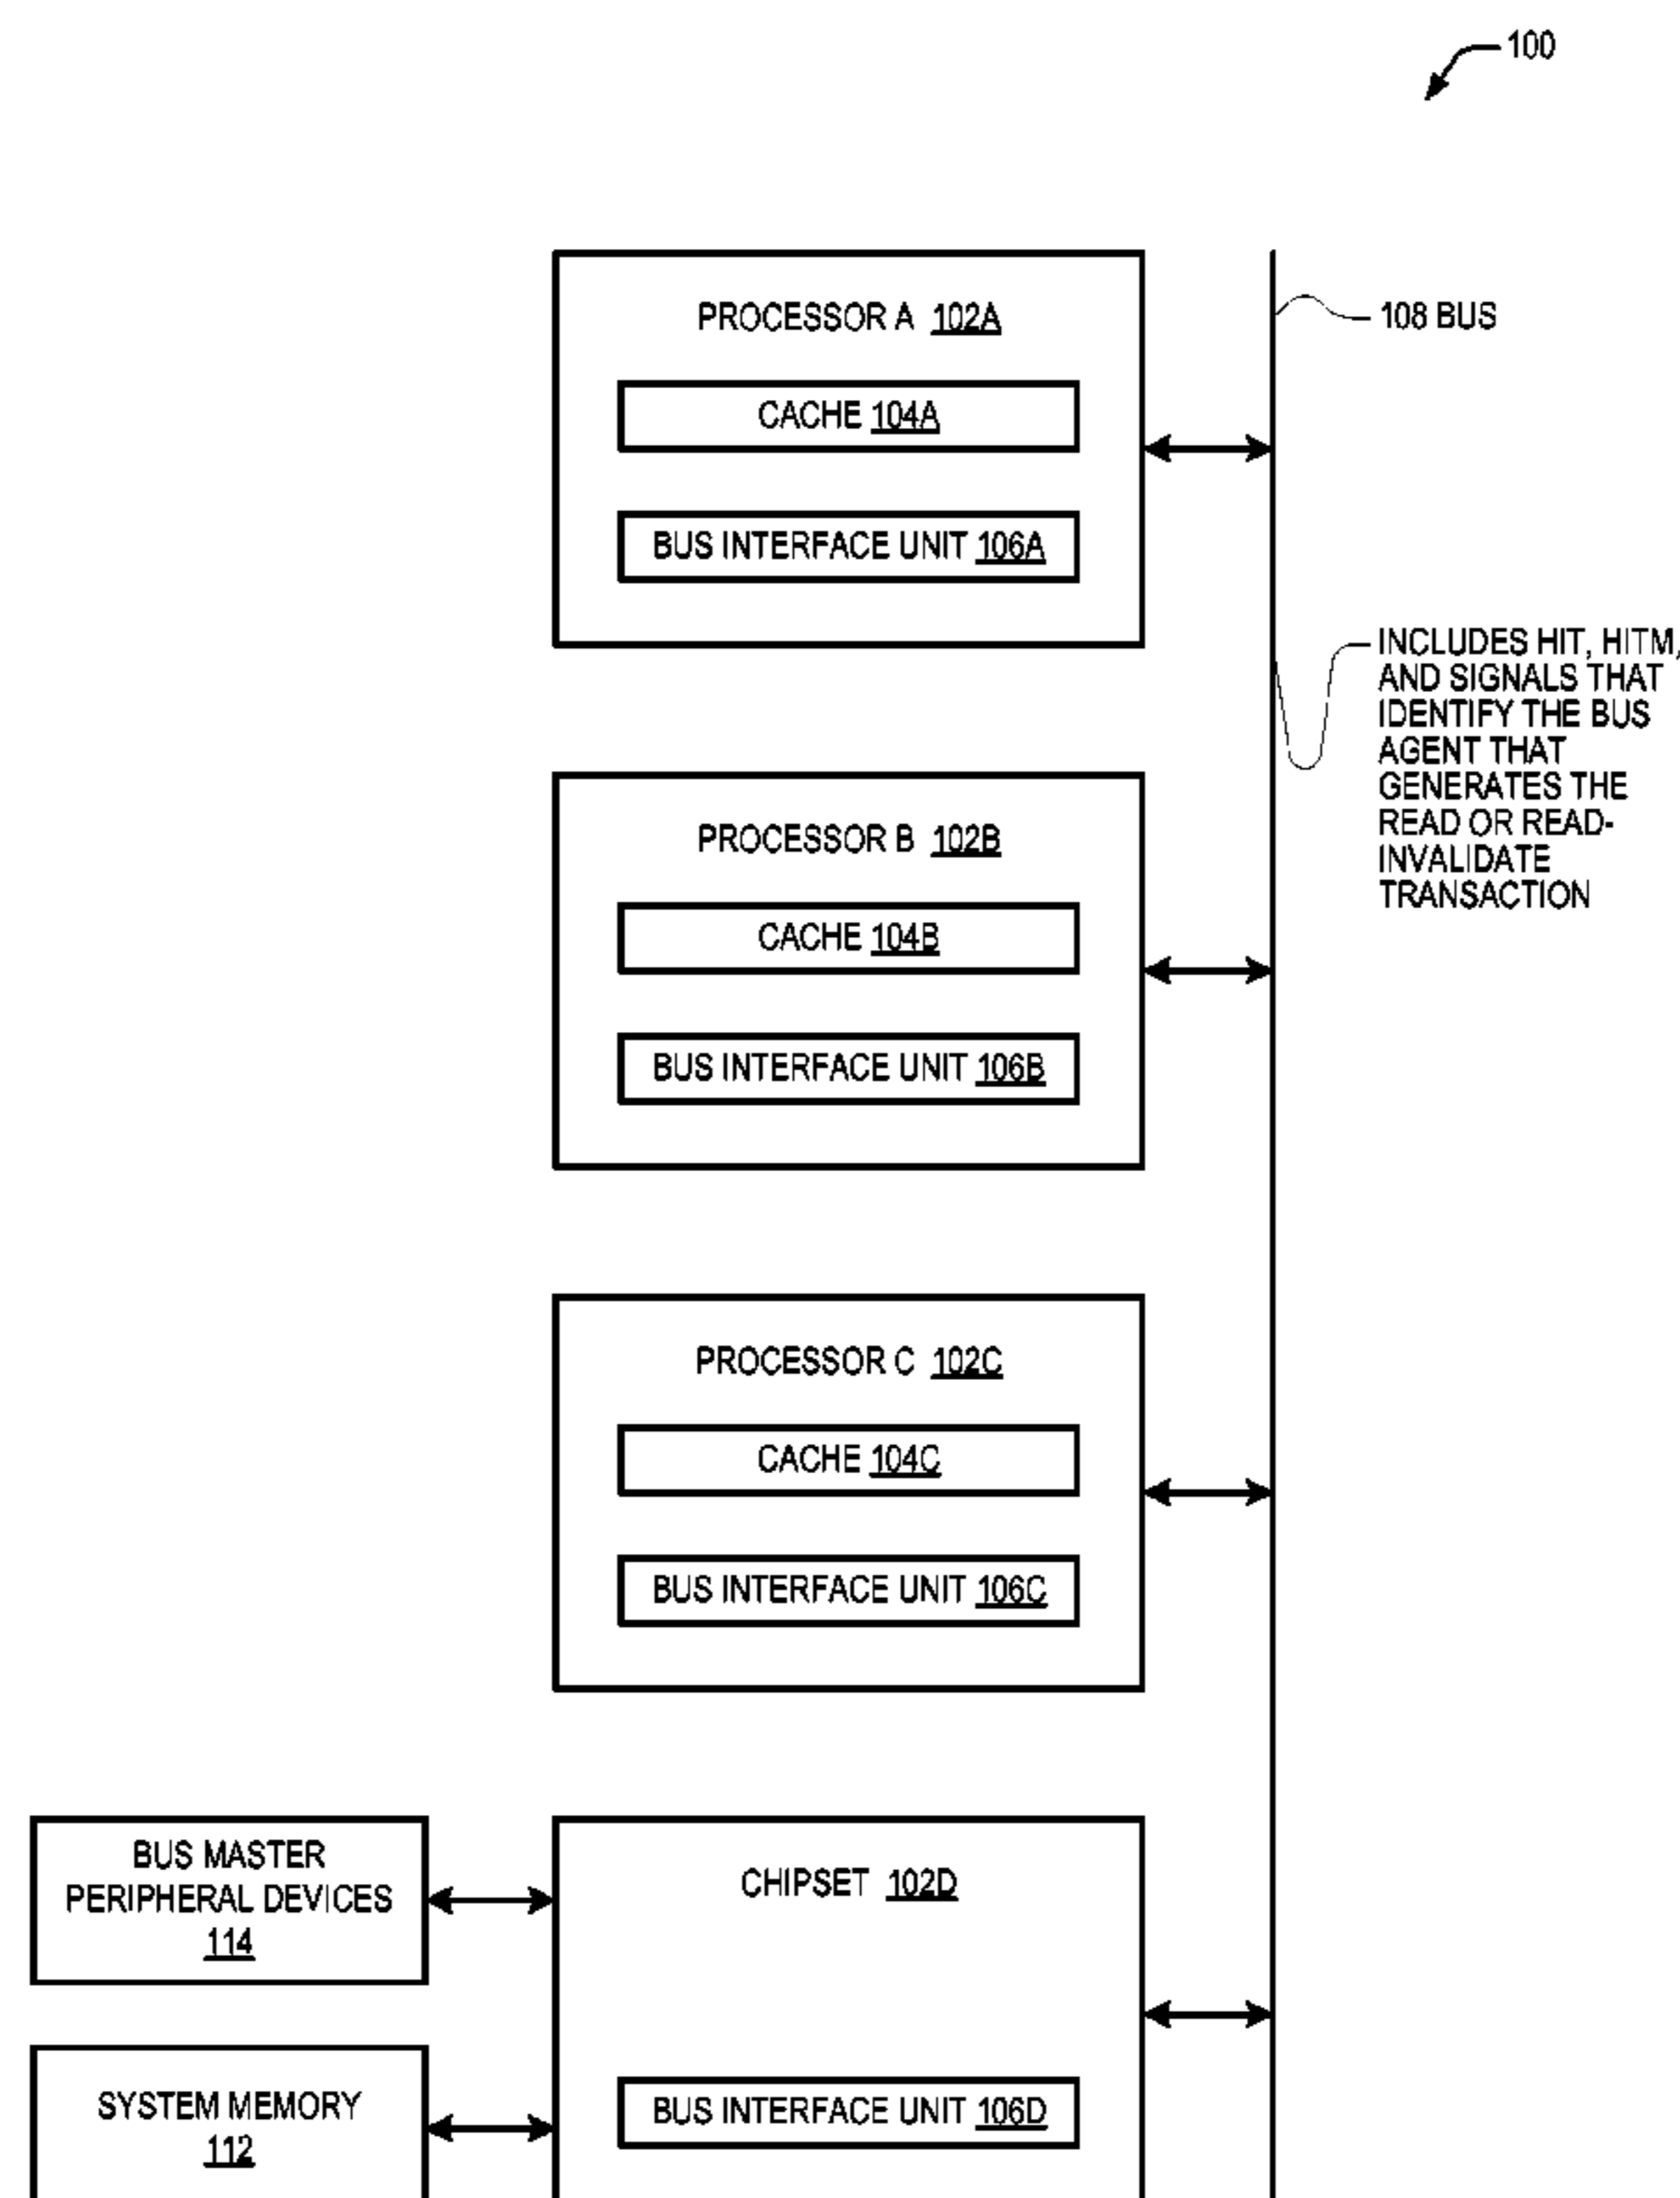 100
PROCESSOR A 102A
CACHE 104A
BUS INTERFACE UNIT 106A
108 BUS
INCLUDES HIT, HITM,
AND SIGNALS THAT
IDENTIFY THE BUS
AGENT THAT
GENERATES THE
READ OR READ-
INVALIDATE
TRANSACTION
PROCESSOR B 102B
CACHE 104B
BUS INTERFACE UNIT 106B
PROCESSOR C 102C
CACHE 104C
BUS INTERFACE UNIT 106C
BUS MASTER
PERIPHERAL DEVICES
114
CHIPSET 102D
SYSTEM MEMORY
112
BUS INTERFACE UNIT 106D